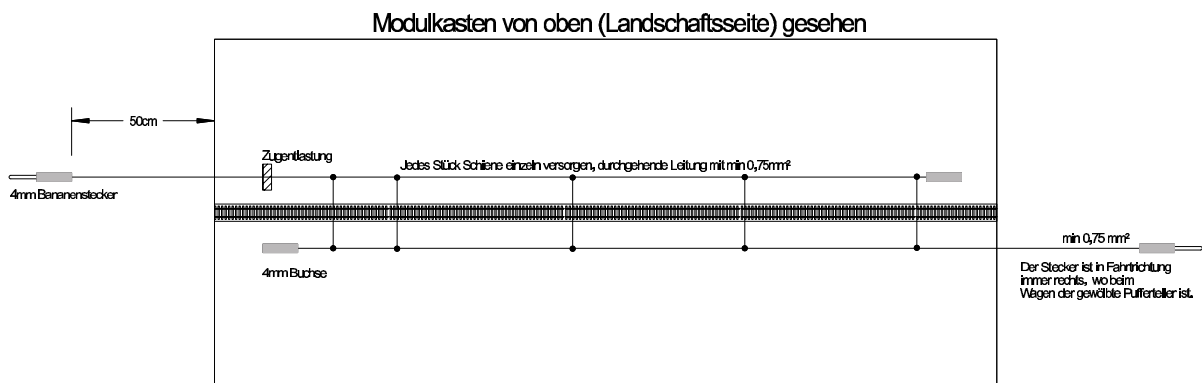 Modulkasten von oben (Landschaftsseite) gesehen
50cm
Zugentlastung
Jedes Stück Schiene einzeln versorgen, durchgehende Leitung mit min 0,75mm²
4mm Bananenstecker
min 0,75 mm²
4mm Buchse
Der Stecker ist in Fahrtrichtung
immer rechts, wo beim
Wagen der gewölbte Pufferteller ist.